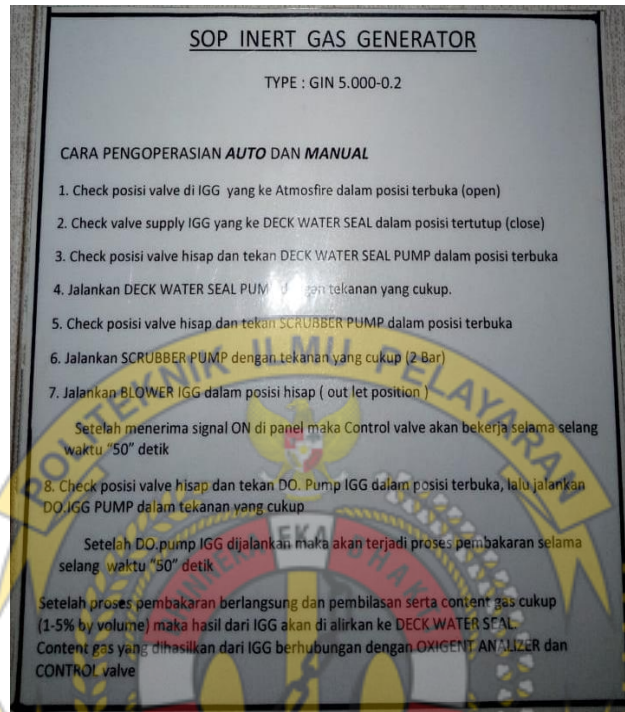 SOP INERT GAS GENERATOR
TYPE : GIN 5.000-0.2
CARA PENGOPERASIAN AUTO DAN MANUAL
1. Check posisi valve di IGG yang ke Atmosfire dalam posisi terbuka (open)
2. Check valve supply IGG yang ke DECK WATER SEAL dalam posisi tertutup (close)
3. Check posisi valve hisap dan tekan DECK WATER SEAL PUMP dalam posisi terbuka
4. Jalankan DECK WATER SEAL tekanan yang cukup.
5. Check posisi valve hisap dan tekan SCRUBBER PUMP dalam posisi terbuka
6. Jalankan SCRUBBER PUMP dengan tekanan yang cukup (2 Bar)
7. Jalankan BLOWER IGG dalam posisi hisap ( out let position )
Setelah menerima signal ON di panel maka Control valve akan bekerja selama selang
waktu "50" detik
8. Check posisi valve hisap dan tekan DO. Pump IGG dalam posisi terbuka, lalu jalankan
DO.IGG PUMP dalam tekanan yang cukup
Setelah DO.pump IGG dijalankan maka akan terjadi proses pembakaran selama
selang waktu "50" detik
Setelah proses pembakaran berlangsung dan pembilasan serta content gas cukup
(1-5% by volume) maka hasil dari IGG akan di alirkan ke DECK WATER SEAL.
Content gas yang dihasilkan dari IGG berhubungan dengan OXIGENT ANALIZER dan
CONTROL valve
POLITEKNIK ILMU PELAYARAN
EKA